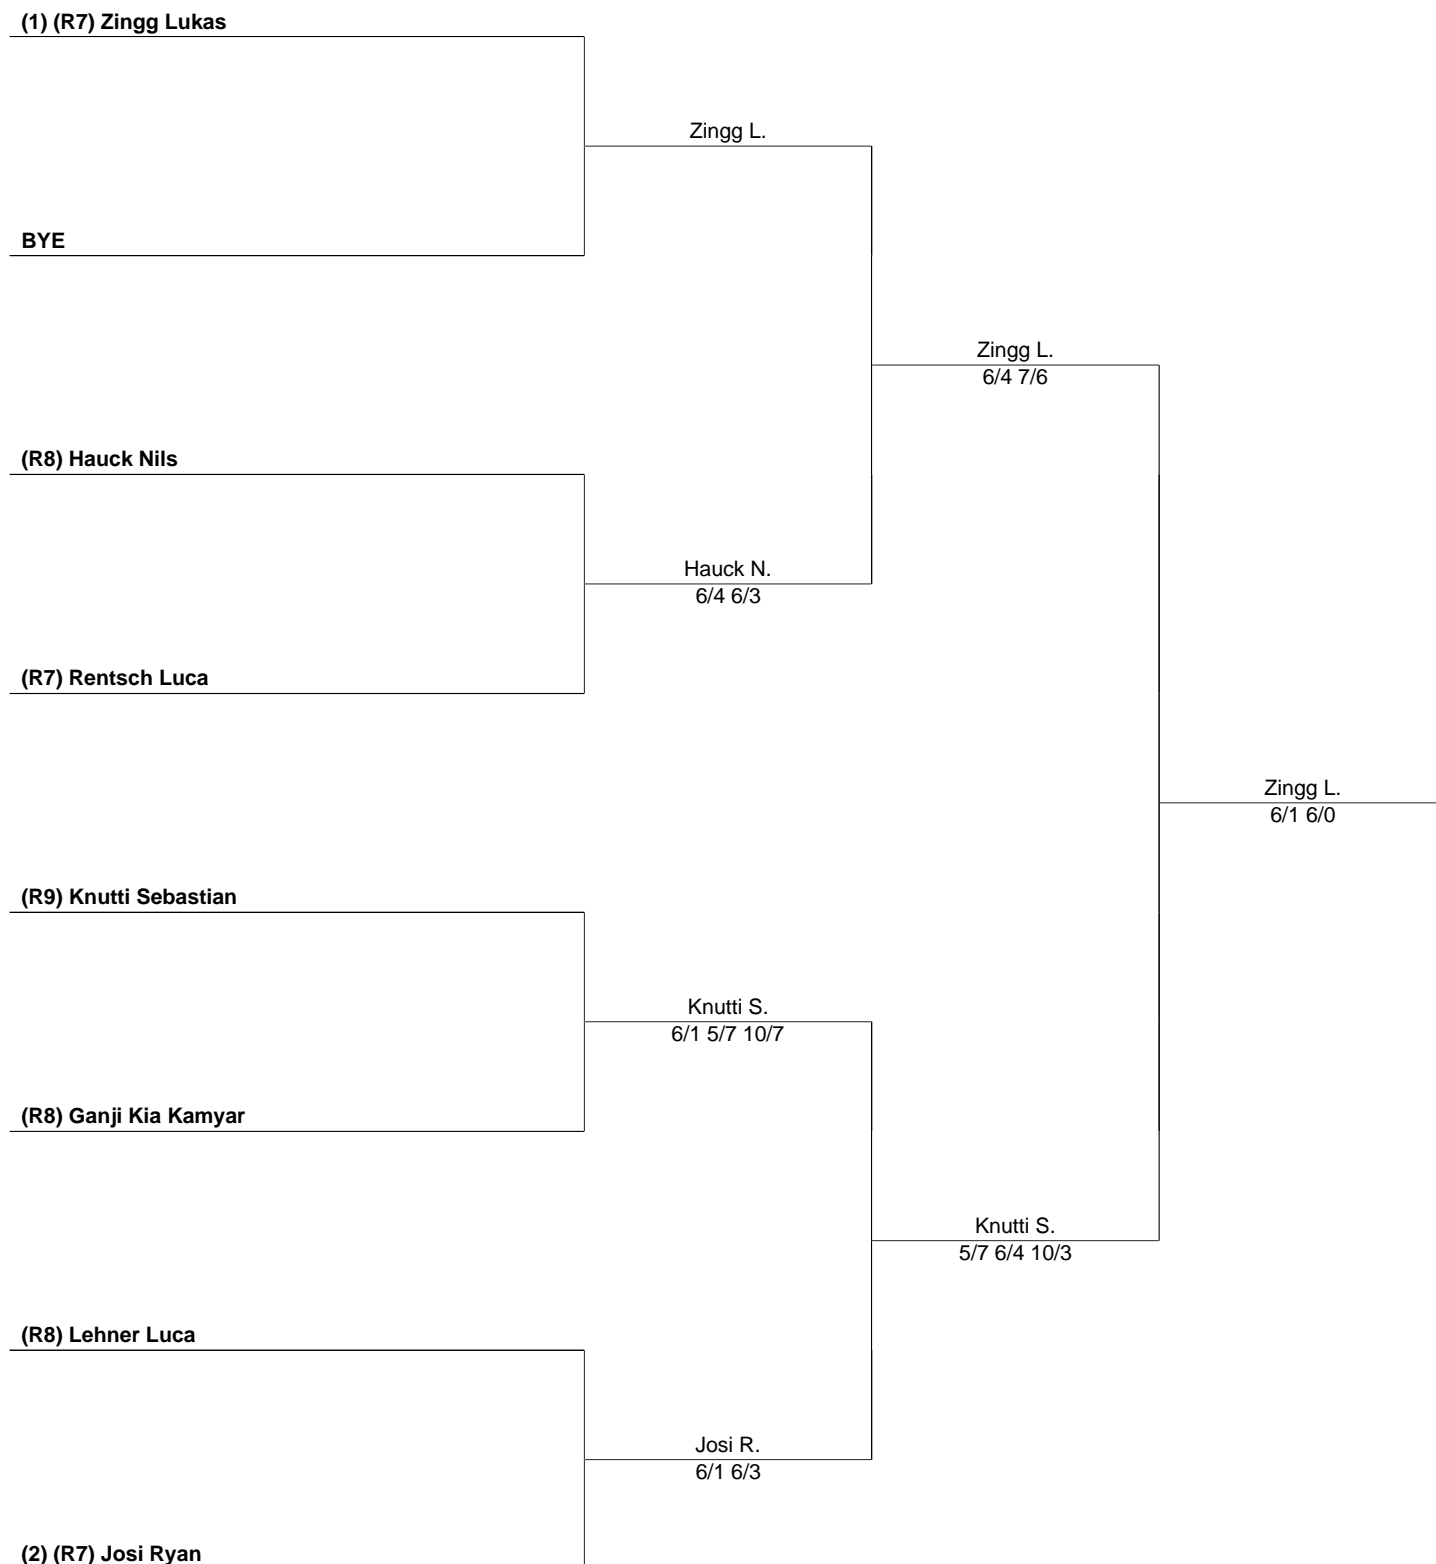 (1) (R7) Zingg Lukas
Zingg L.
BYE
Zingg L.
6/4 7/6
(R8) Hauck Nils
Hauck N.
6/4 6/3
(R7) Rentsch Luca
Zingg L.
6/1 6/0
(R9) Knutti Sebastian
Knutti S.
6/1 5/7 10/7
(R8) Ganji Kia Kamyar
Knutti S.
5/7 6/4 10/3
(R8) Lehner Luca
Josi R.
6/1 6/3
(2) (R7) Josi Ryan